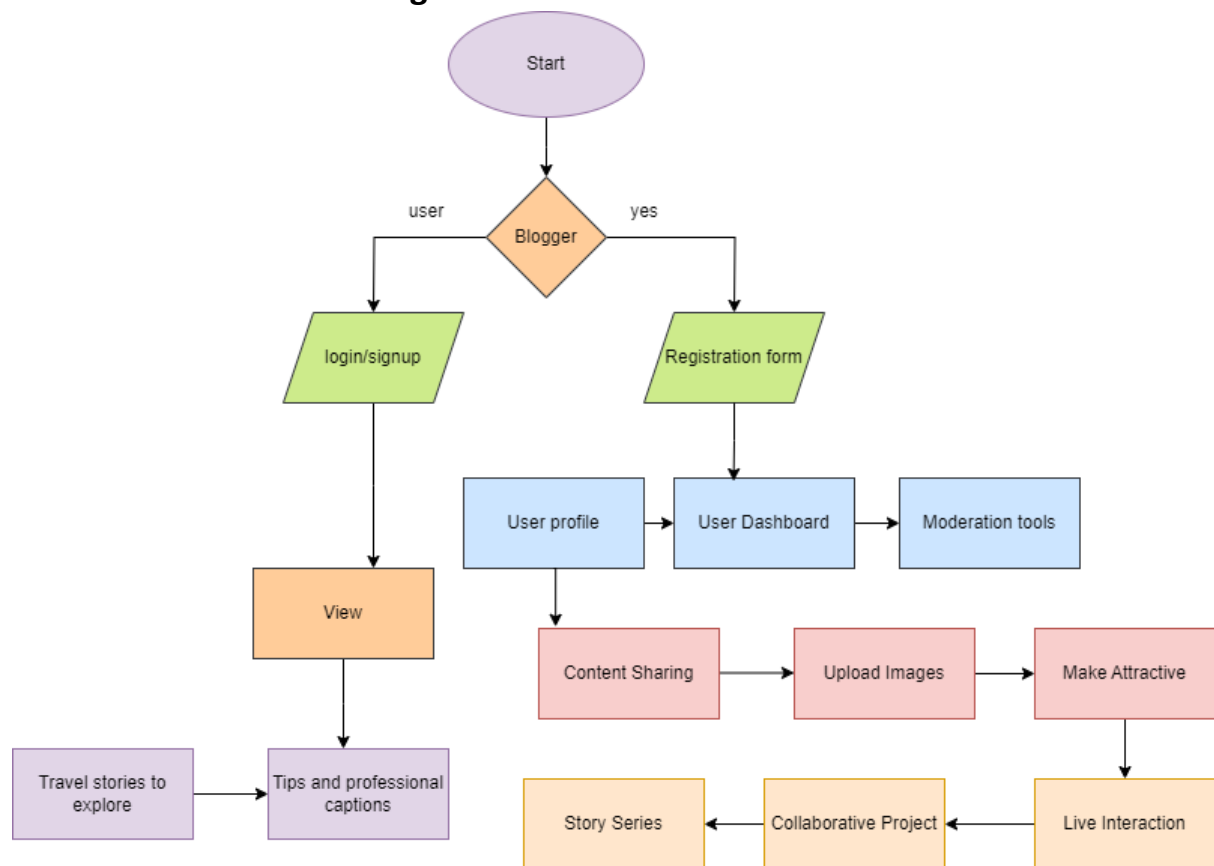 Start
user
yes
Blogger
login/signup
Registration form
User profile
User Dashboard
Moderation tools
View
Content Sharing
Upload Images
Make Attractive
Travel stories to
explore
Tips and professional
captions
Story Series
Collaborative Project
Live Interaction